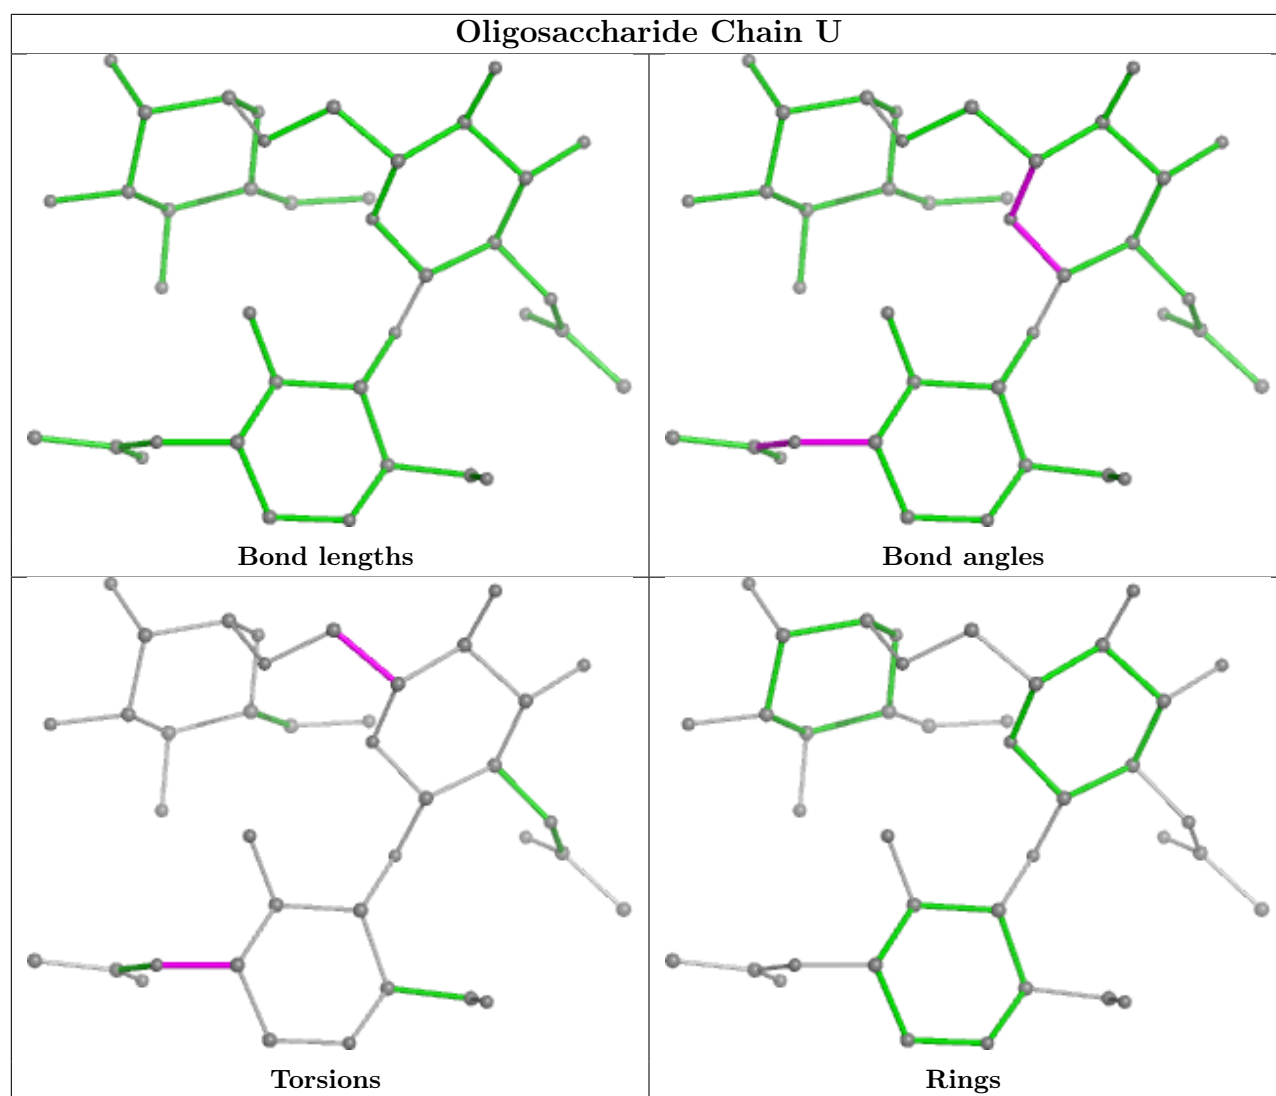 Oligosaccharide Chain U
Bond lengths
Bond angles
Torsions
Rings